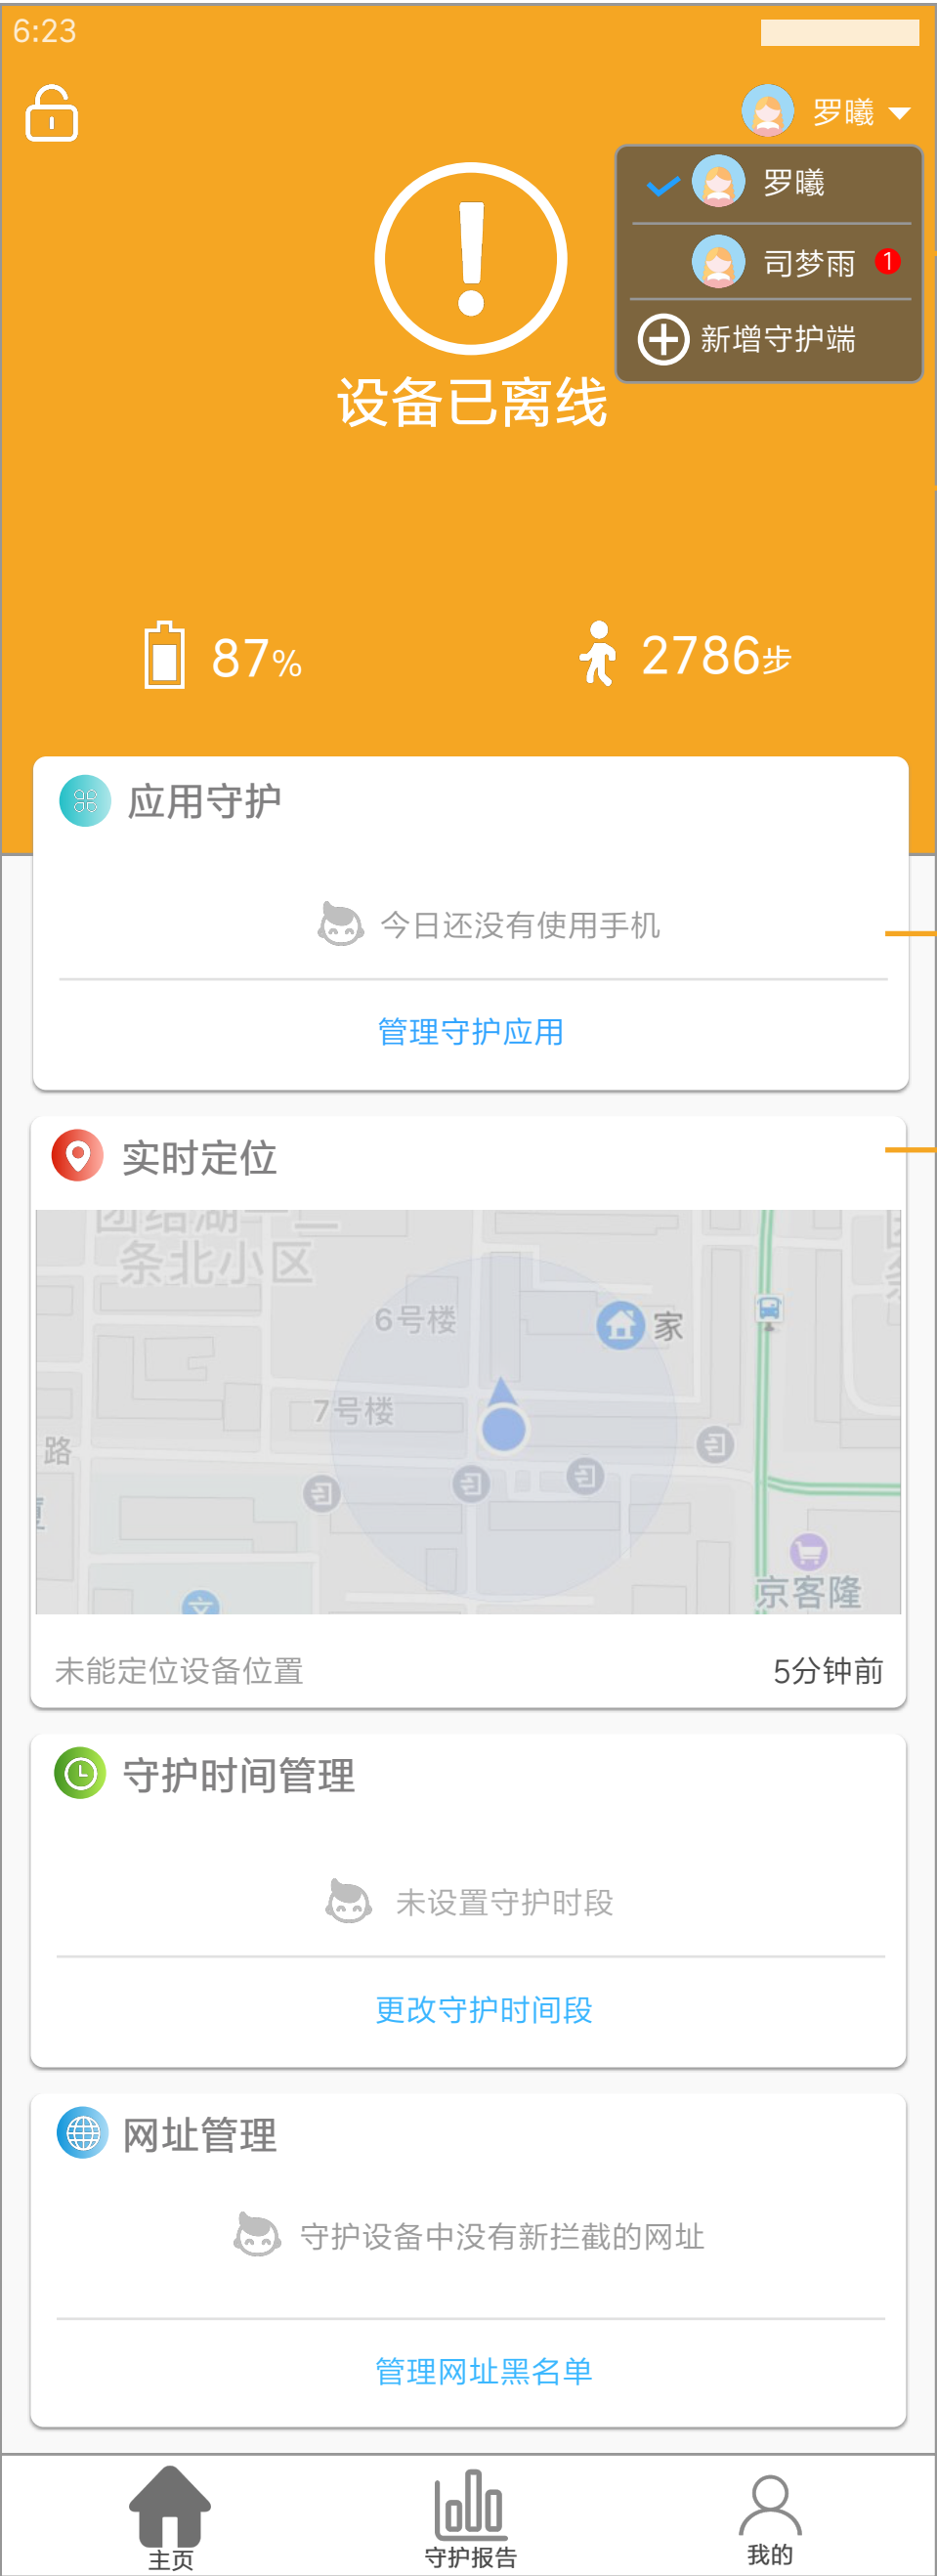 6:23
罗曦
罗曦
司梦雨 1
新增守护端
设备已离线
87%
2786步
应用守护
今日还没有使用手机
管理守护应用
实时定位
条北小区
6号楼
家
7号楼
路
京客隆
未能定位设备位置 5分钟前
守护时间管理
未设置守护时段
更改守护时间段
网址管理
守护设备中没有新拦截的网址
管理网址黑名单
主页 守护报告 我的